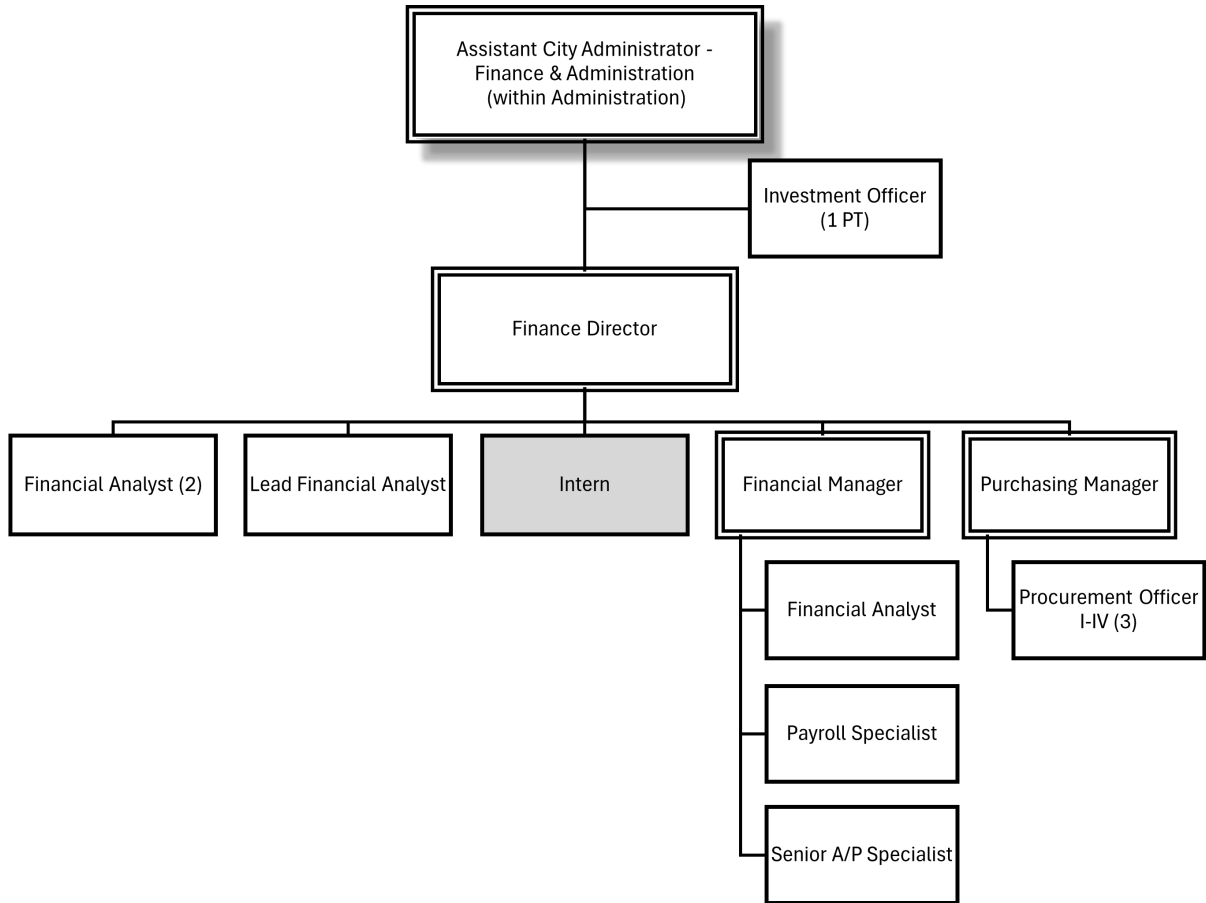 Assistant City Administrator -
Finance & Administration
(within Administration)
Investment Officer
(1 PT)
Finance Director
Financial Analyst (2)
Lead Financial Analyst
Intern
Financial Manager
Purchasing Manager
Financial Analyst
Procurement Officer
I-IV (3)
Payroll Specialist
Senior A/P Specialist